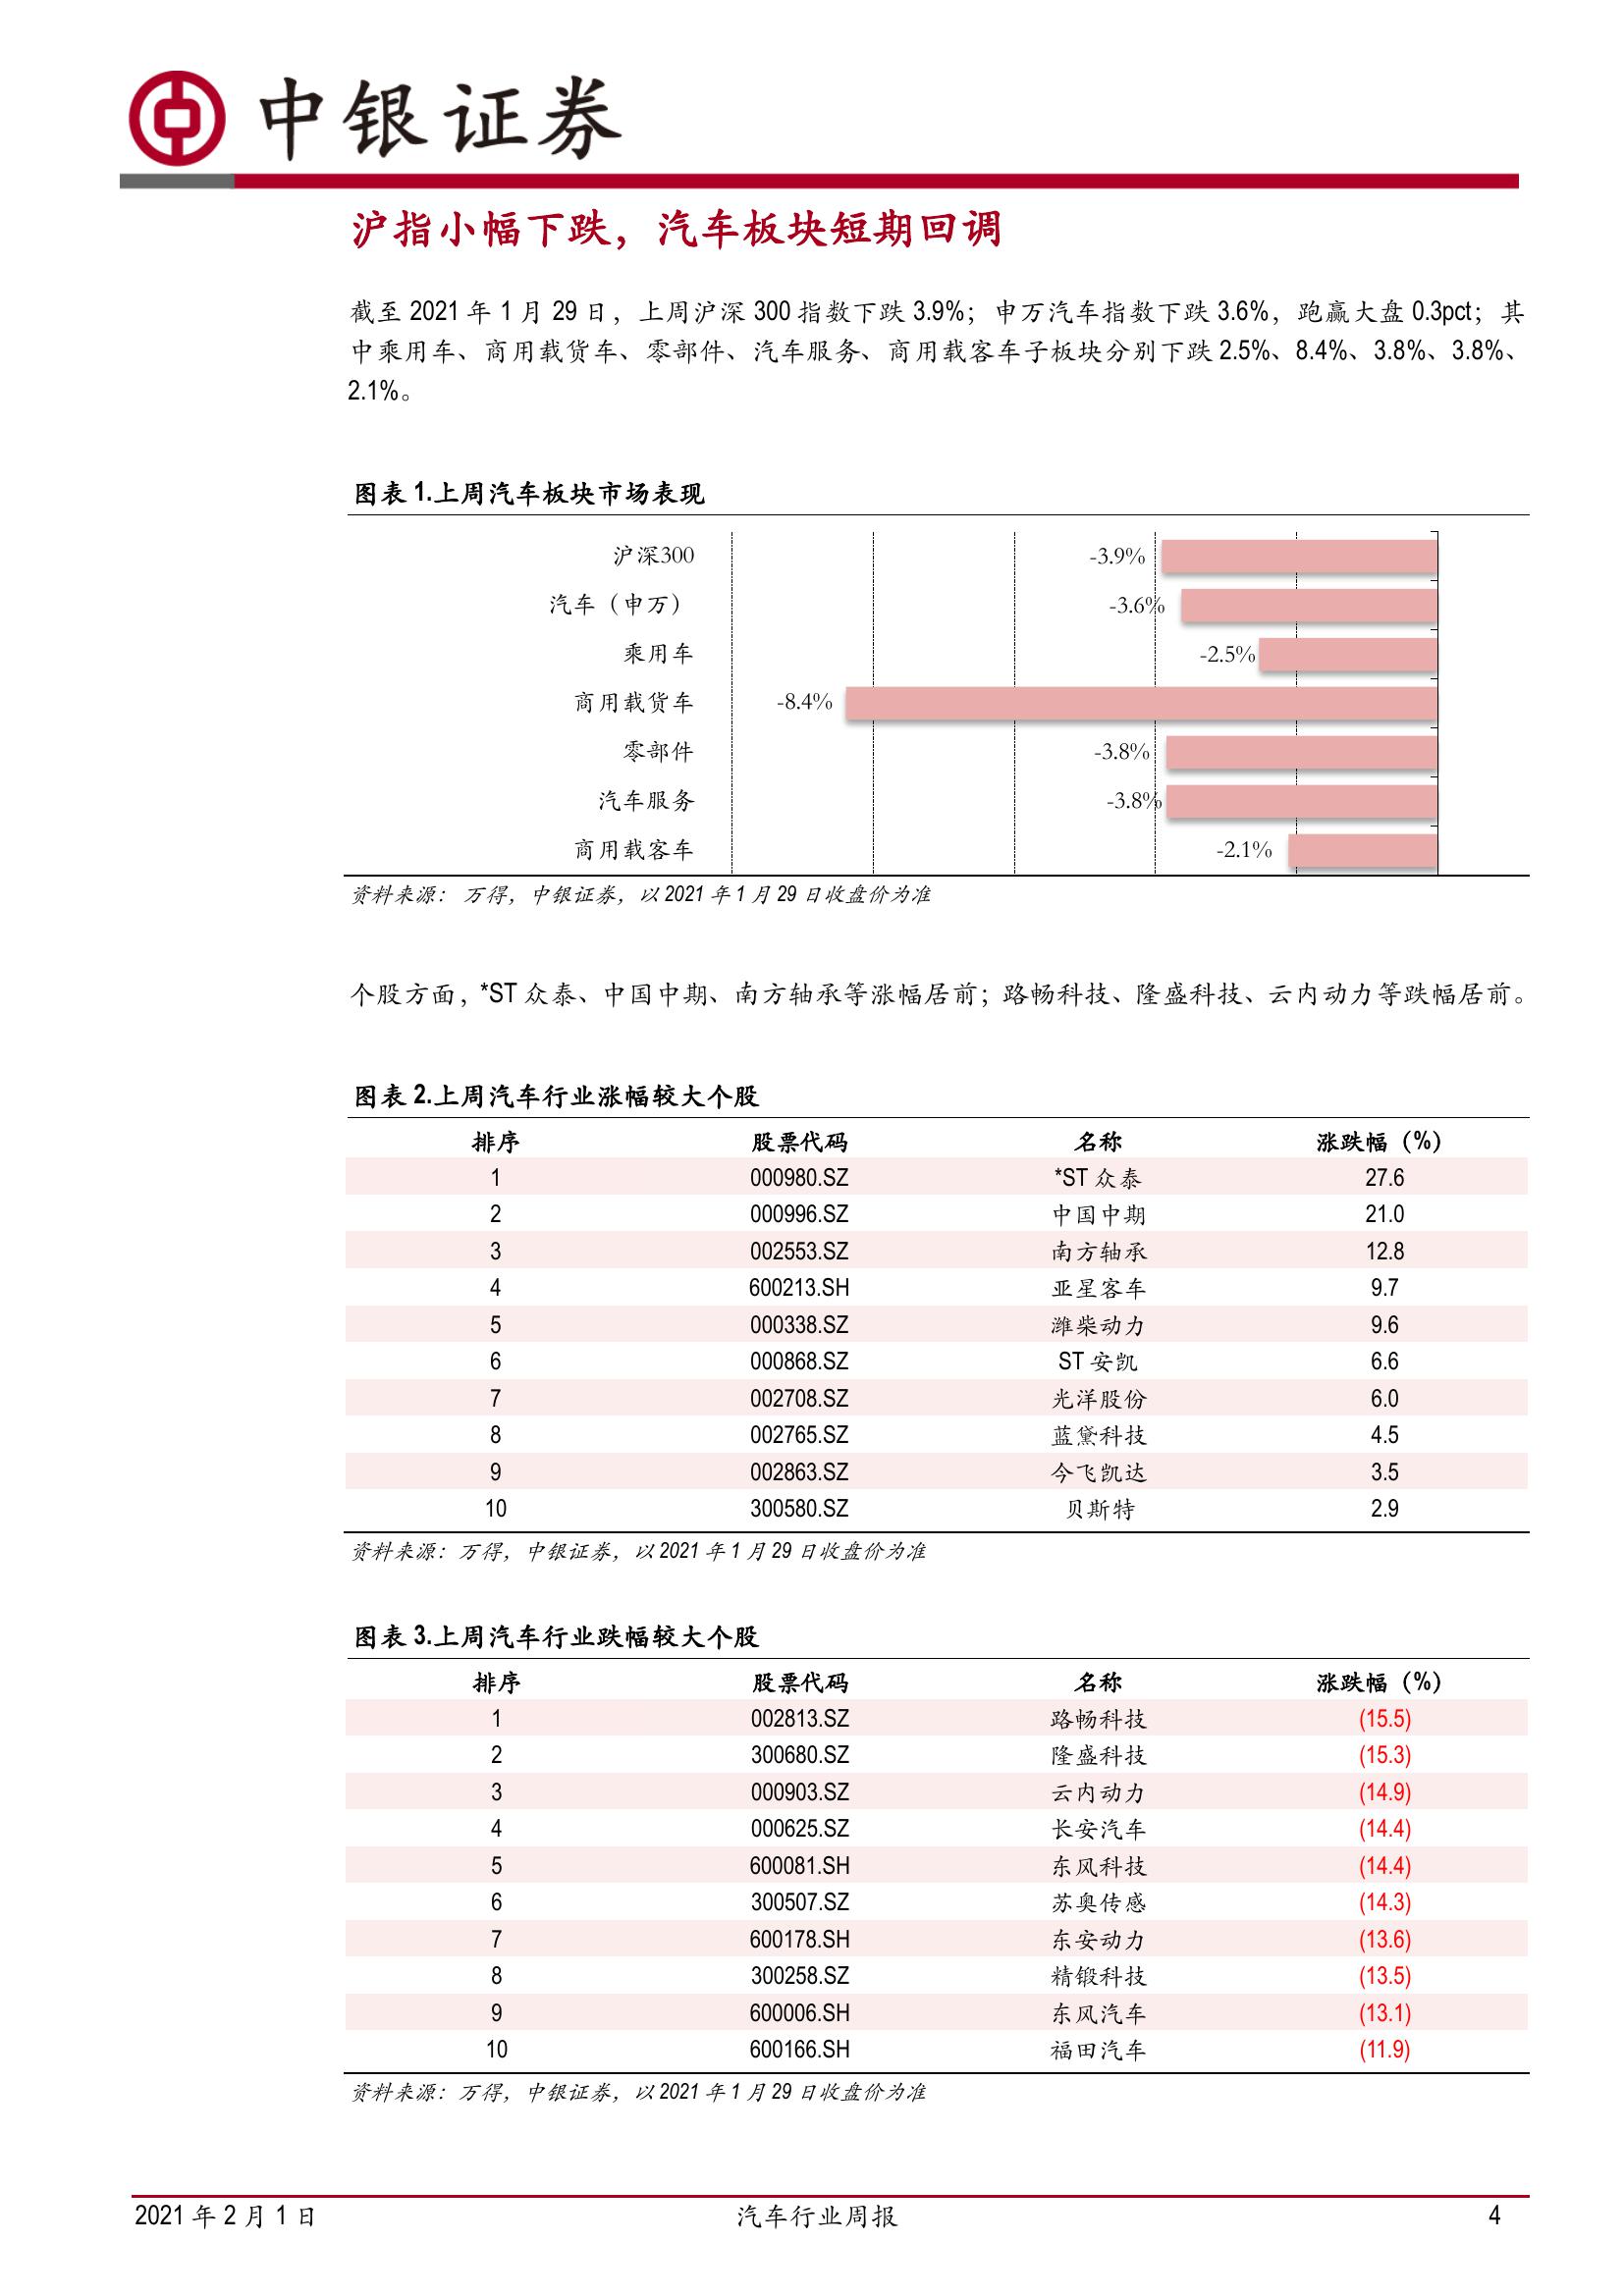 中银证券
沪指小幅下跌，汽车板块短期回调
截至 2021 年 1 月 29 日，上周沪深 300 指数下跌 3.9%；申万汽车指数下跌 3.6%，跑赢大盘 0.3pct；其
中乘用车、商用载货车、零部件、汽车服务、商用载客车子板块分别下跌 2.5%、8.4%、3.8%、3.8%、
2.1%。
图表 1.上周汽车板块市场表现
沪深300 -3.9%
汽车（申万） -3.6%
乘用车 -2.5%
商用载货车 -8.4%
零部件 -3.8%
汽车服务 -3.8%
商用载客车 -2.1%
资料来源： 万得，中银证券，以 2021 年 1 月 29 日收盘价为准
个股方面，*ST 众泰、中国中期、南方轴承等涨幅居前；路畅科技、隆盛科技、云内动力等跌幅居前。
图表 2.上周汽车行业涨幅较大个股
排序 股票代码 名称 涨跌幅（%）
1 000980.SZ *ST 众泰 27.6
2 000996.SZ 中国中期 21.0
3 002553.SZ 南方轴承 12.8
4 600213.SH 亚星客车 9.7
5 000338.SZ 潍柴动力 9.6
6 000868.SZ ST 安凯 6.6
7 002708.SZ 光洋股份 6.0
8 002765.SZ 蓝黛科技 4.5
9 002863.SZ 今飞凯达 3.5
10 300580.SZ 贝斯特 2.9
资料来源：万得，中银证券，以 2021 年 1 月 29 日收盘价为准
图表 3.上周汽车行业跌幅较大个股
排序 股票代码 名称 涨跌幅（%）
1 002813.SZ 路畅科技 (15.5)
2 300680.SZ 隆盛科技 (15.3)
3 000903.SZ 云内动力 (14.9)
4 000625.SZ 长安汽车 (14.4)
5 600081.SH 东风科技 (14.4)
6 300507.SZ 苏奥传感 (14.3)
7 600178.SH 东安动力 (13.6)
8 300258.SZ 精锻科技 (13.5)
9 600006.SH 东风汽车 (13.1)
10 600166.SH 福田汽车 (11.9)
资料来源：万得，中银证券，以 2021 年 1 月 29 日收盘价为准
2021 年 2 月 1 日 汽车行业周报 4